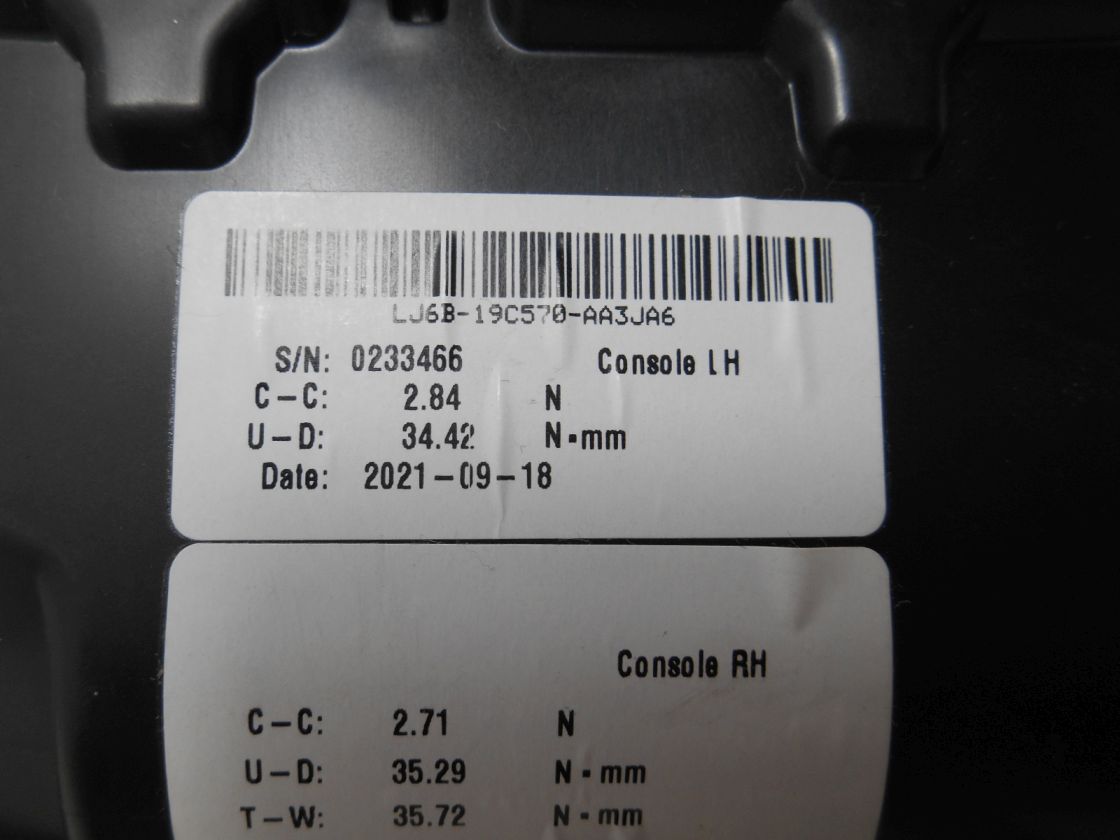 LJ6B-19C570-AA3JA6
S/N: 0233466 Console LH
C-C: 2.84 N
U-D: 34.42 N·mm
Date: 2021-09-18
Console RH
C-C: 2.71 N
U-D: 35.29 N·mm
T-W: 35.72 N·mm